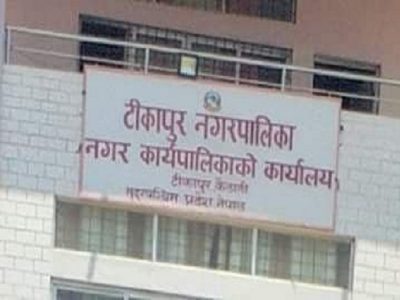 टीकापुर नगरपालिका
नगर कार्यपालिकाको कार्यालय
टीकापुर, कैलाली
सुदूरपश्चिम प्रदेश, नेपाल